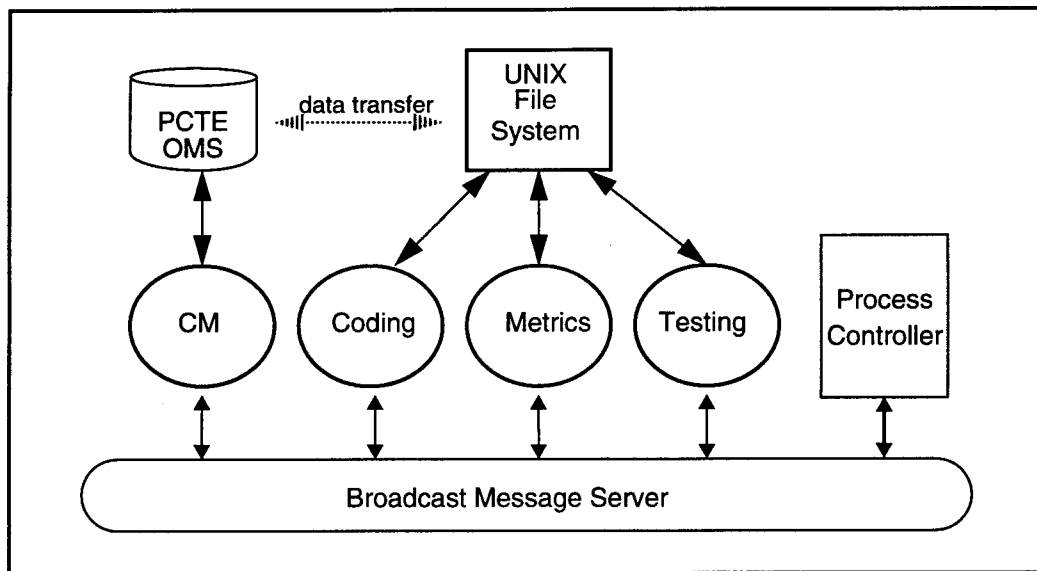 PCTE
OMS
data transfer
UNIX
File
System
CM
Coding
Metrics
Testing
Process
Controller
Broadcast Message Server